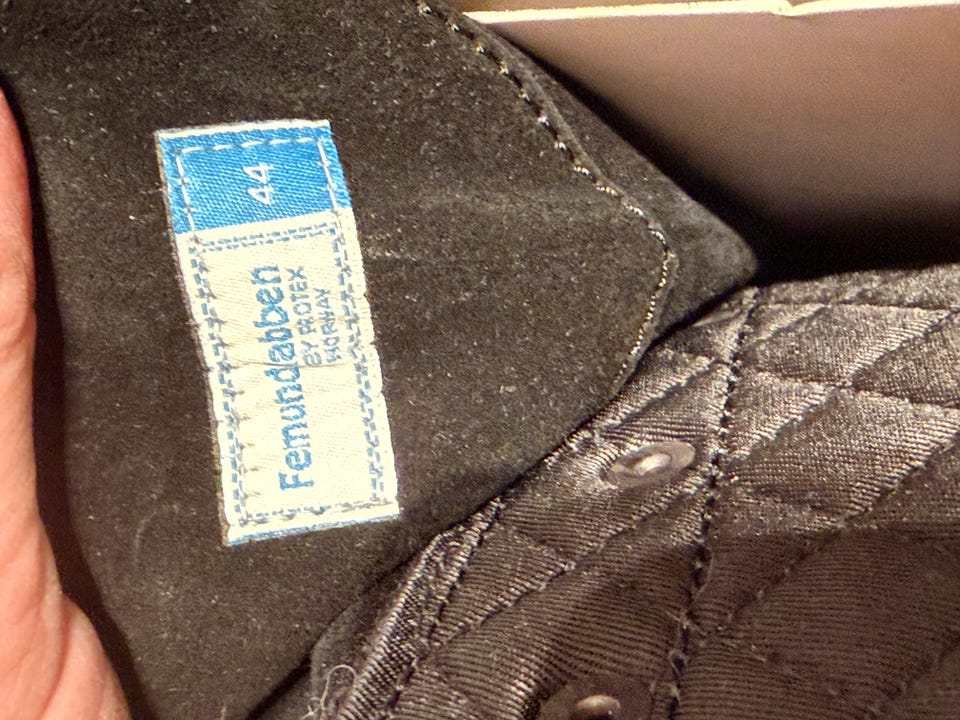 44
Femundabben
BY PROTEX
NORWAY